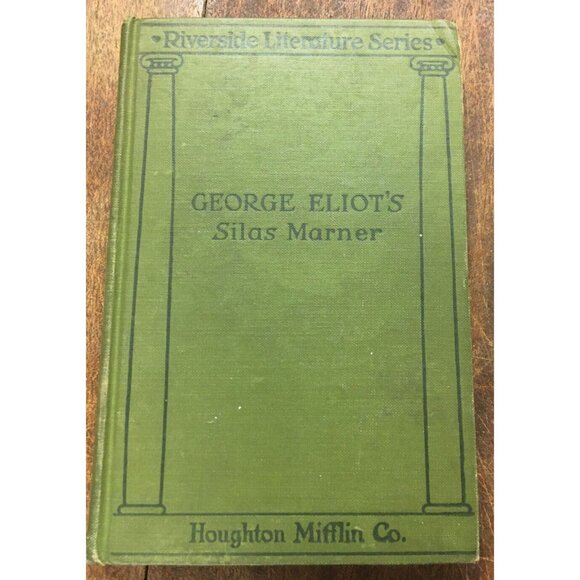 Riverside Literature Series
GEORGE ELIOT'S
Silas Marner
Houghton Mifflin Co.